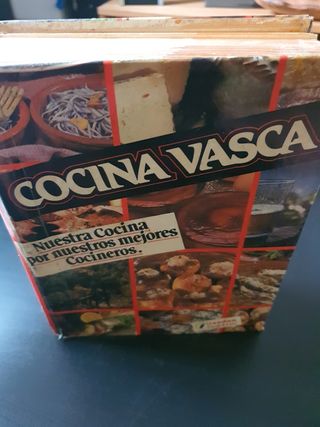 COCINA VASCA
Nuestra Cocina
por nuestros mejores
Cocineros.